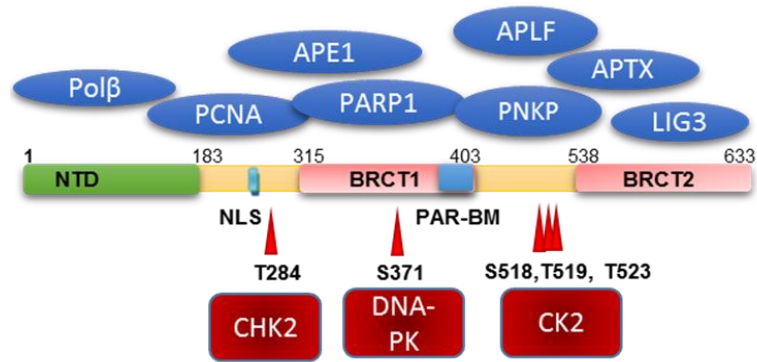 APLF
APE1
APTX
Polβ
PARP1
PCNA
PNKP
LIG3
1 183 315 403 538 633
NTD BRCT1 BRCT2
NLS PAR-BM
T284 S371 S518, T519, T523
CHK2 DNA-
PK CK2